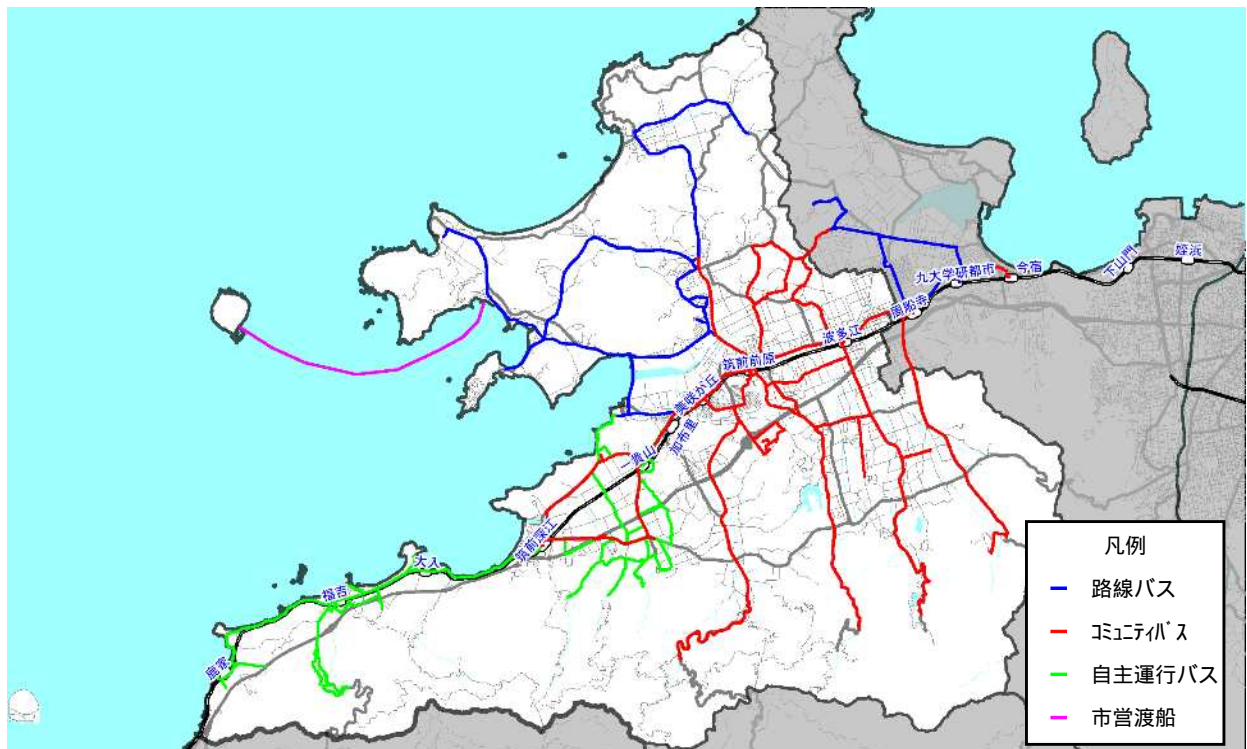 姪浜
下山門
今宿
九大学研都市
周船寺
波多江
筑前前原
美咲が丘
加布里
一貴山
筑前深江
大入
福吉
鹿家
凡例
路線バス
ｺﾐｭﾆﾃｨﾊﾞｽ
自主運行バス
市営渡船